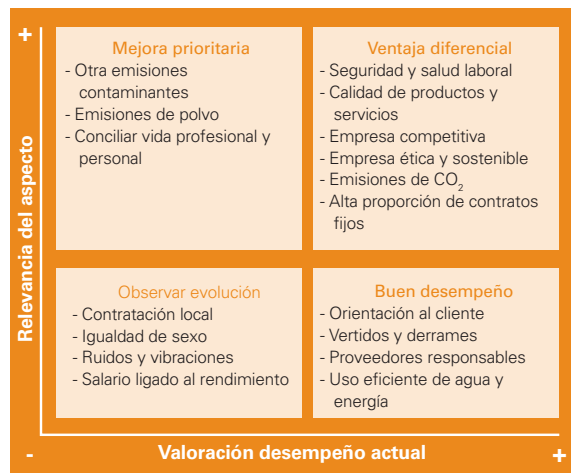 +
Relevancia del aspecto
Mejora prioritaria
- Otra emisiones
contaminantes
- Emisiones de polvo
- Conciliar vida profesional y
personal
Ventaja diferencial
- Seguridad y salud laboral
- Calidad de productos y
servicios
- Empresa competitiva
- Empresa ética y sostenible
- Emisiones de CO₂
- Alta proporción de contratos
fijos
Observar evolución
- Contratación local
- Igualdad de sexo
- Ruidos y vibraciones
- Salario ligado al rendimiento
Buen desempeño
- Orientación al cliente
- Vertidos y derrames
- Proveedores responsables
- Uso eficiente de agua y
energía
-
Valoración desempeño actual
+